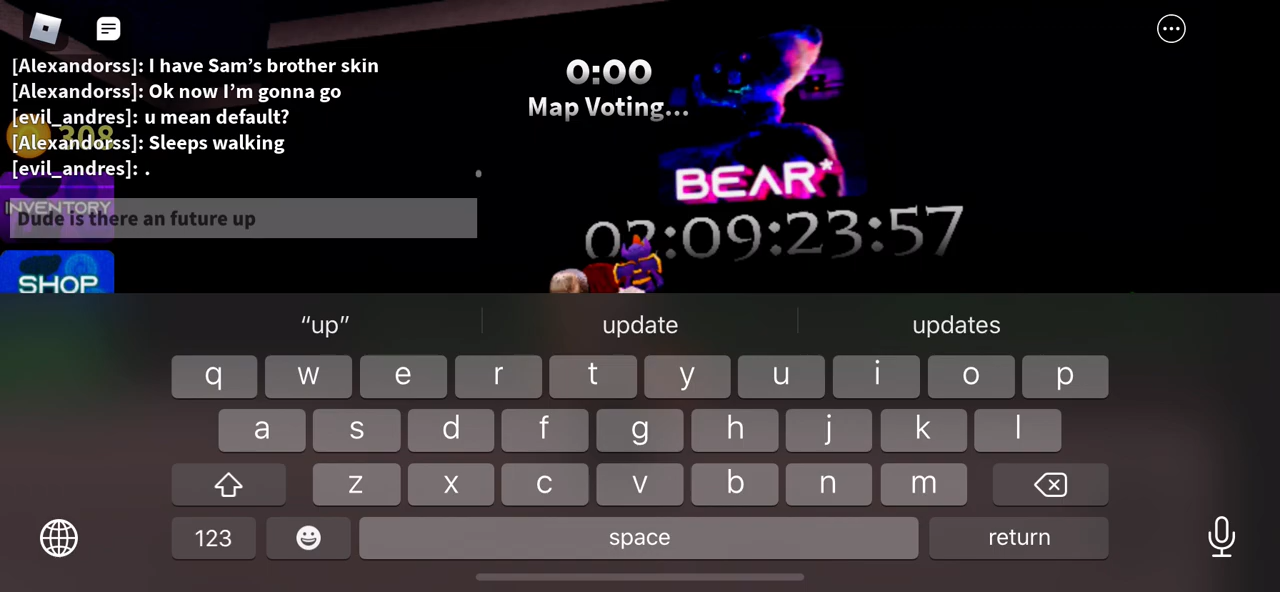 [Alexandorss]: I have Sam's brother skin
[Alexandorss]: Ok now I'm gonna go
[evil_andres]: u mean default?
[Alexandorss]: Sleeps walking
[evil_andres]: .
308
INVENTORY
Dude is there an future up
SHOP
0:00
Map Voting...
BEAR*
02:09:23:57
“up”
update
updates
q w e r t y u i o p
a s d f g h j k l
z x c v b n m
123
space
return